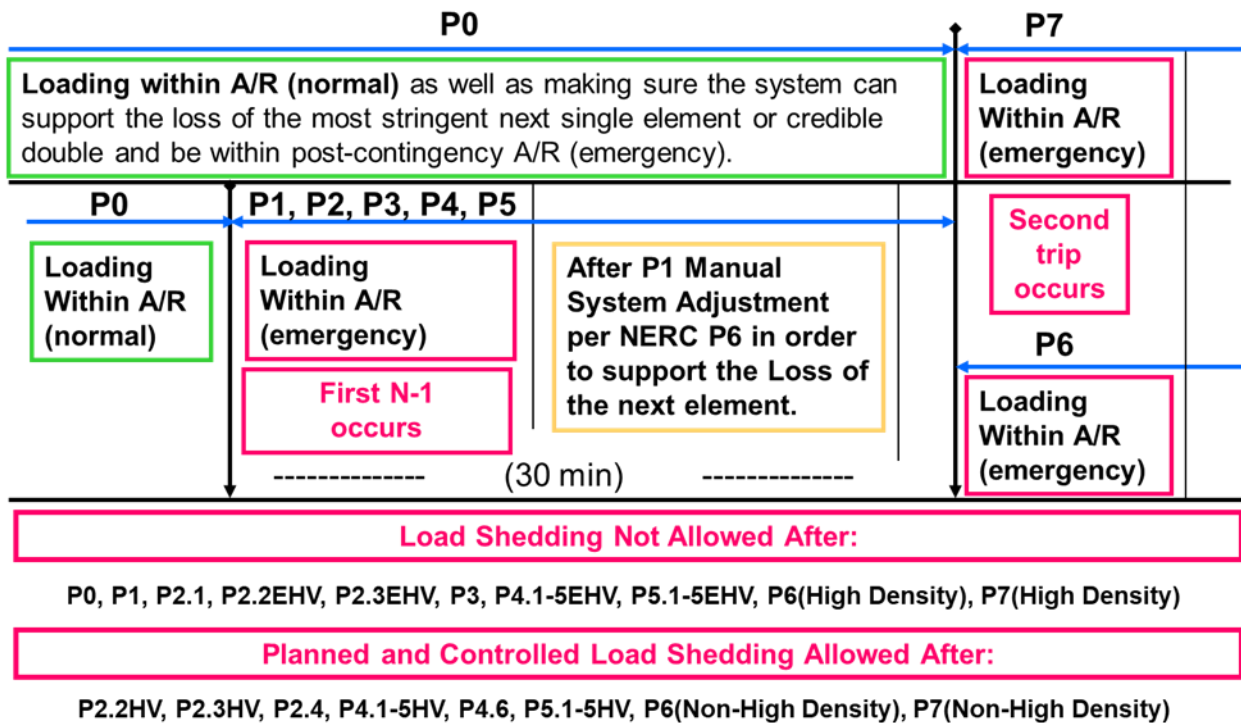 P0
P7
Loading within A/R (normal) as well as making sure the system can
support the loss of the most stringent next single element or credible
double and be within post-contingency A/R (emergency).
Loading
Within A/R
(emergency)
P0
P1, P2, P3, P4, P5
Loading
Within A/R
(normal)
Loading
Within A/R
(emergency)
First N-1
occurs
After P1 Manual
System Adjustment
per NERC P6 in order
to support the Loss of
the next element.
Second
trip
occurs
P6
Loading
Within A/R
(emergency)
-------------- (30 min) --------------
Load Shedding Not Allowed After:
P0, P1, P2.1, P2.2EHV, P2.3EHV, P3, P4.1-5EHV, P5.1-5EHV, P6(High Density), P7(High Density)
Planned and Controlled Load Shedding Allowed After:
P2.2HV, P2.3HV, P2.4, P4.1-5HV, P4.6, P5.1-5HV, P6(Non-High Density), P7(Non-High Density)